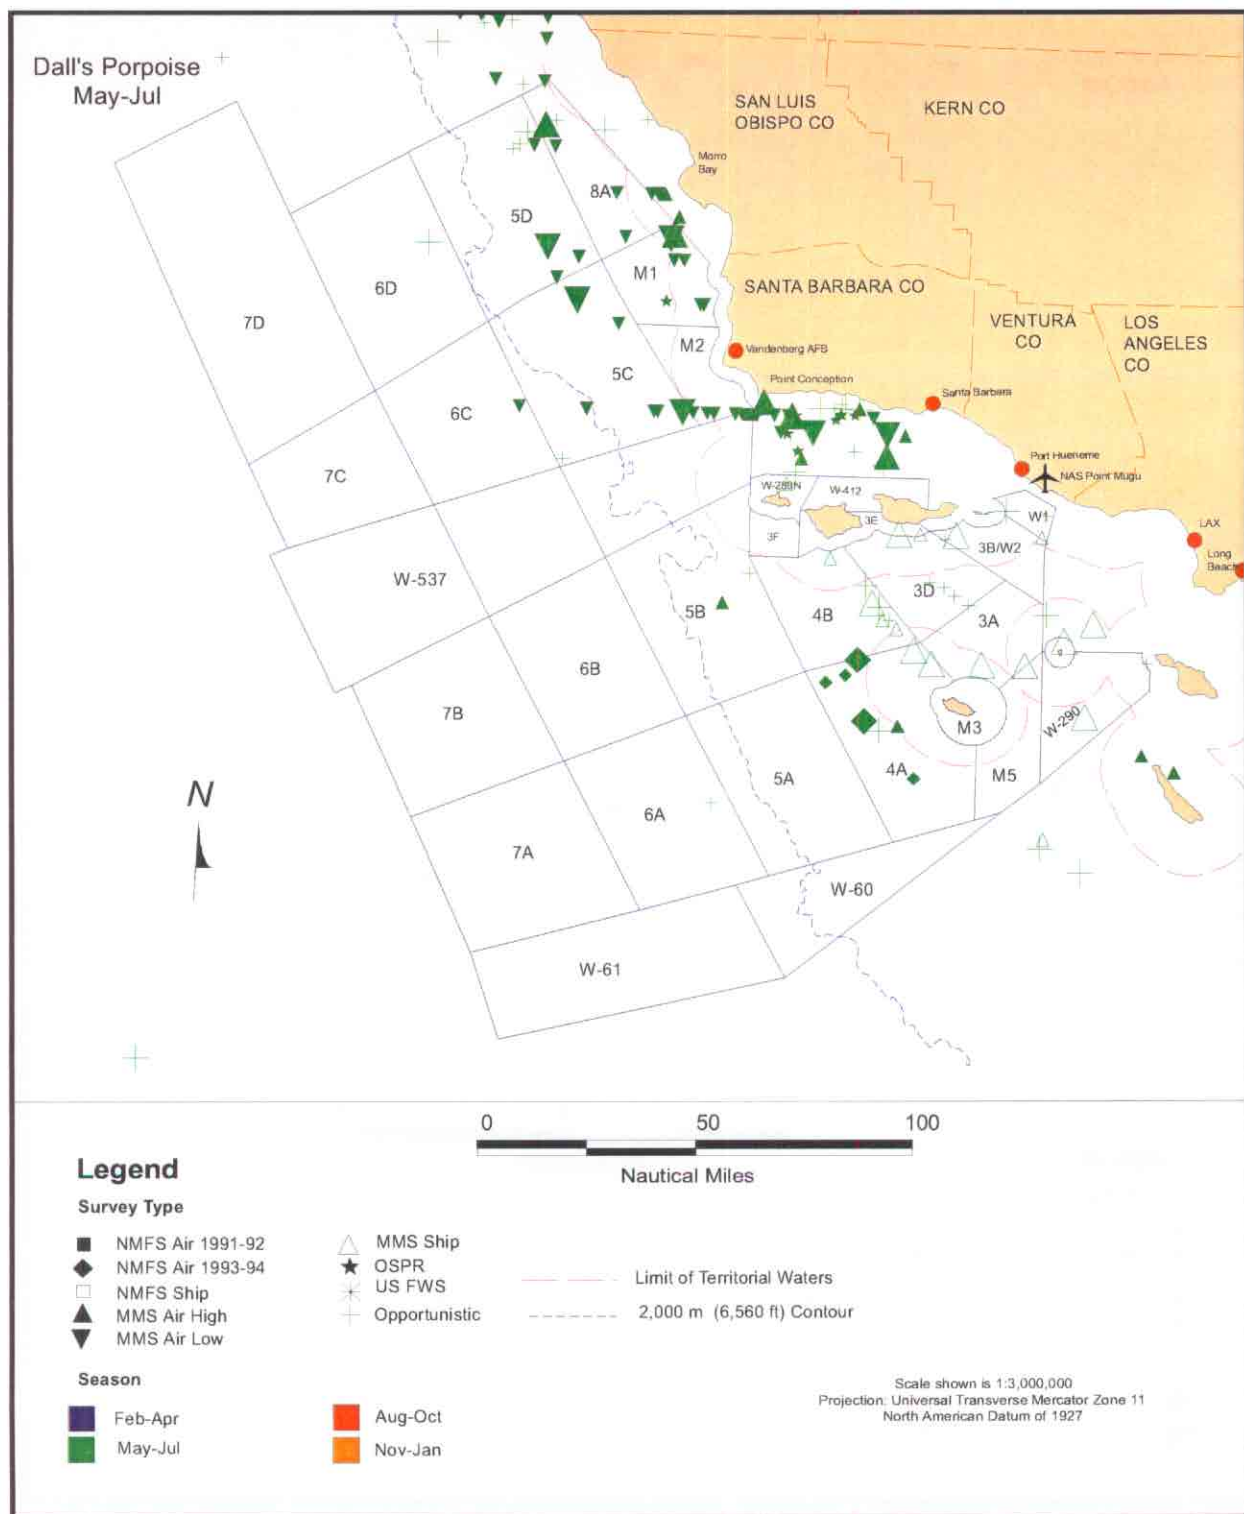 Dall's Porpoise
May-Jul
SAN LUIS
OBISPO CO
KERN CO
Morro
Bay
8A
5D
M1
6D
7D
SANTA BARBARA CO
VENTURA
CO
LOS
ANGELES
CO
M2
Vandenberg AFB
5C
Point Conception
Santa Barbara
6C
7C
Port Hueneme
NAS Point Mugu
W-289N
W-412
W1
LAX
3E
3F
3B/W2
Long
Beach
W-537
3D
5B
4B
3A
6B
7B
M3
W-290
4A
M5
5A
N
6A
7A
W-60
W-61
0
50
100
Nautical Miles
Legend
Survey Type
NMFS Air 1991-92
NMFS Air 1993-94
NMFS Ship
MMS Air High
MMS Air Low
MMS Ship
OSPR
US FWS
Opportunistic
Limit of Territorial Waters
2,000 m (6,560 ft) Contour
Season
Feb-Apr
May-Jul
Aug-Oct
Nov-Jan
Scale shown is 1:3,000,000
Projection: Universal Transverse Mercator Zone 11
North American Datum of 1927